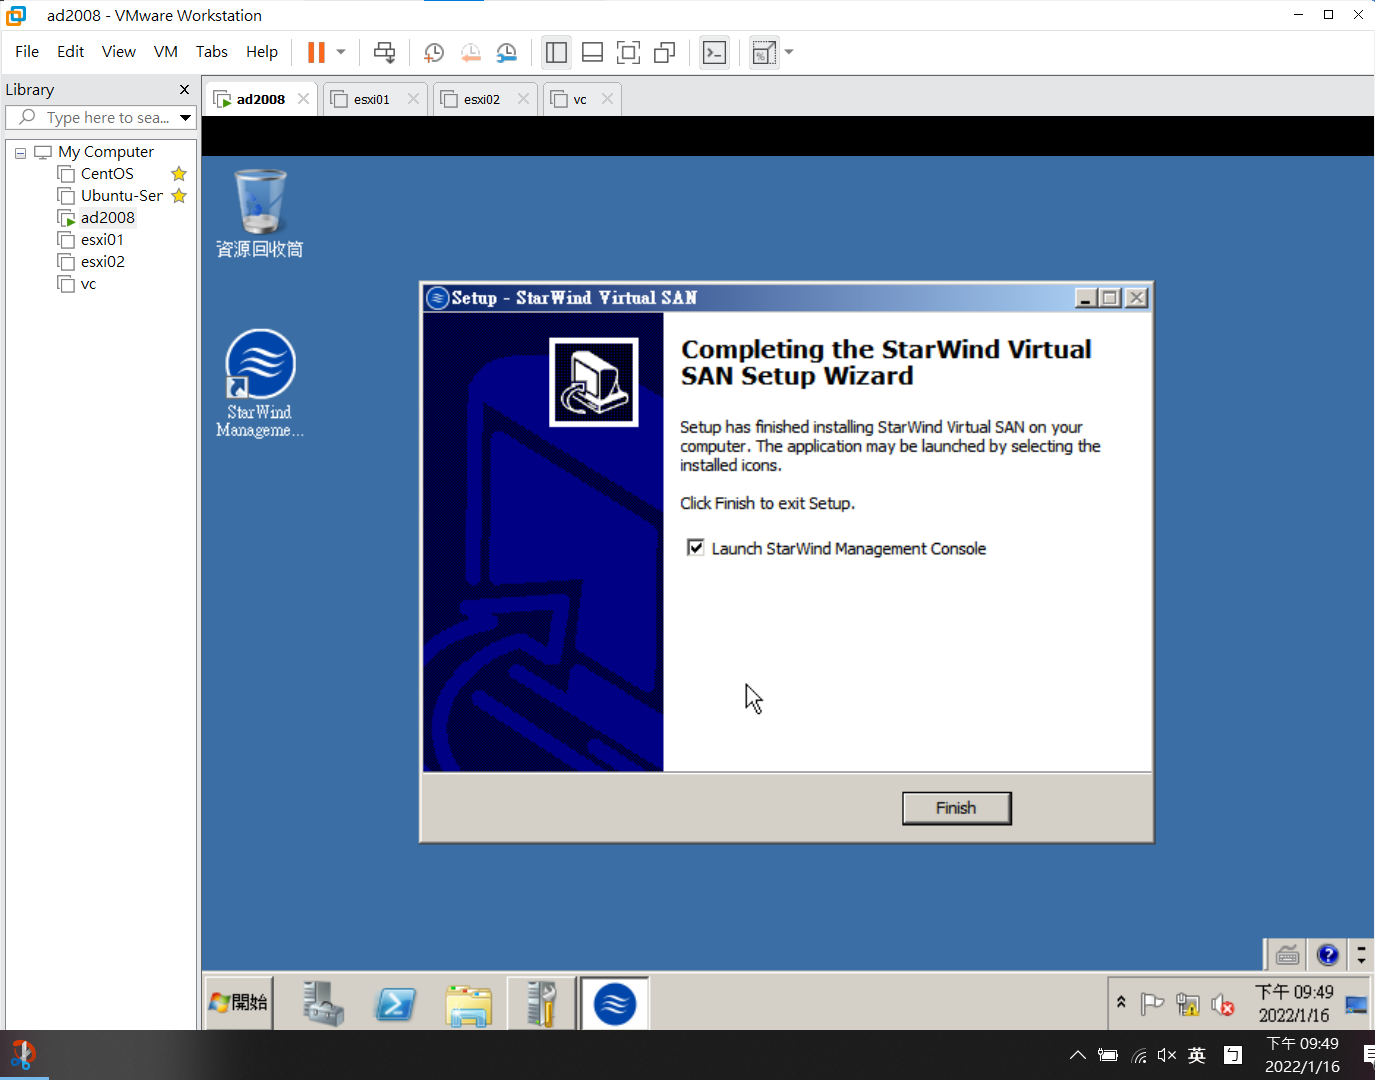 ad2008 - VMware Workstation
File Edit View VM Tabs Help
Library
Type here to sea...
My Computer
CentOS
Ubuntu-Ser
ad2008
esxi01
esxi02
vc
ad2008
esxi01
esxi02
vc
資源回收筒
StarWind
Manageme...
Setup - StarWind Virtual SAN
Completing the StarWind Virtual
SAN Setup Wizard
Setup has finished installing StarWind Virtual SAN on your
computer. The application may be launched by selecting the
installed icons.
Click Finish to exit Setup.
Launch StarWind Management Console
Finish
開始
下午 09:49
2022/1/16
英
下午 09:49
2022/1/16